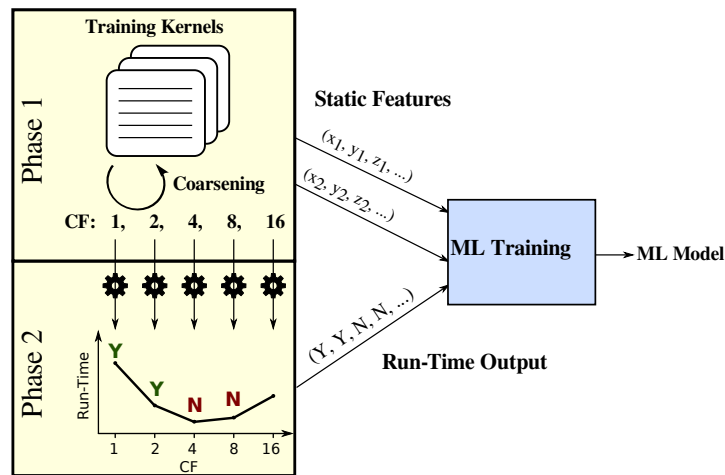 Training Kernels
Phase 1
Coarsening
CF: 1, 2, 4, 8, 16
Static Features
(x1, y1, z1, ...)
(x2, y2, z2, ...)
ML Training
ML Model
(Y, Y, N, N, ...)
Run-Time Output
Phase 2
Run-Time
Y
Y
N
N
1 2 4 8 16
CF